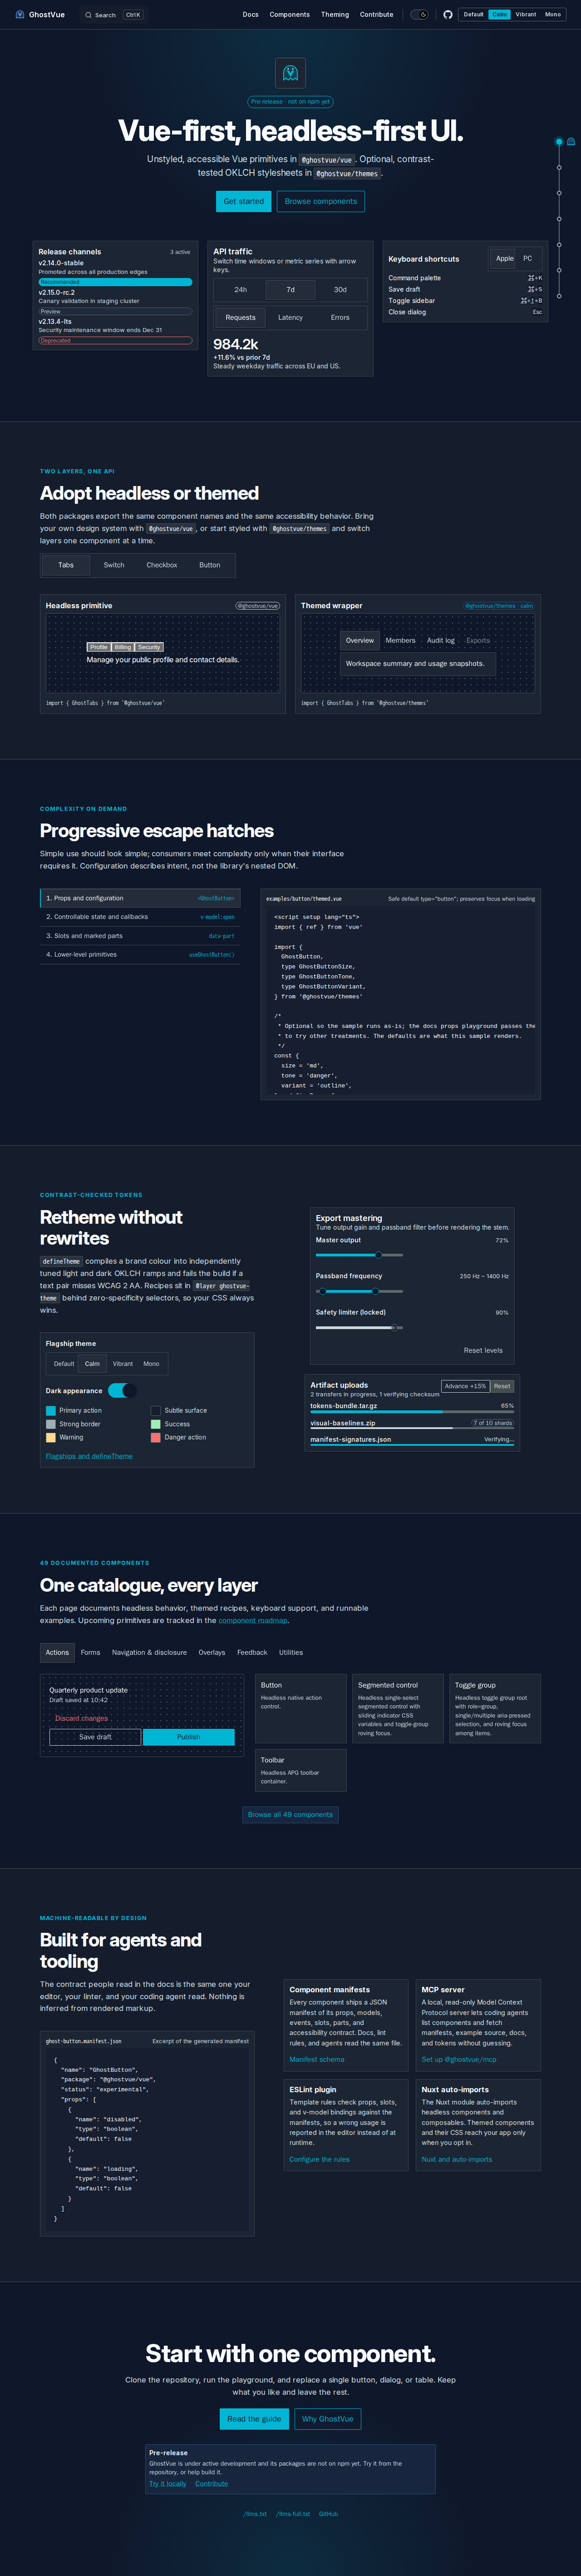 GhostVue
Search Ctrl K
Docs Components Theming Contribute
Default Calm Vibrant Mono
Pre-release · not on npm yet
Vue-first, headless-first UI.
Unstyled, accessible Vue primitives in @ghostvue/vue. Optional, contrast-
tested OKLCH stylesheets in @ghostvue/themes.
Get started Browse components
Release channels 3 active
v2.14.0-stable
Promoted across all production edges
Recommended
v2.15.0-rc.2
Canary validation in staging cluster
Preview
v2.13.4-lts
Security maintenance window ends Dec 31
Deprecated
API traffic
Switch time windows or metric series with arrow
keys.
24h 7d 30d
Requests Latency Errors
984.2k
+11.6% vs prior 7d
Steady weekday traffic across EU and US.
Keyboard shortcuts Apple PC
Command palette ⌘+K
Save draft ⌘+S
Toggle sidebar ⌘+⇧+B
Close dialog Esc
TWO LAYERS, ONE API
Adopt headless or themed
Both packages export the same component names and the same accessibility behavior. Bring
your own design system with @ghostvue/vue, or start styled with @ghostvue/themes and switch
layers one component at a time.
Tabs Switch Checkbox Button
Headless primitive @ghostvue/vue
Profile Billing Security
Manage your public profile and contact details.
import { GhostTabs } from '@ghostvue/vue'
Themed wrapper @ghostvue/themes · calm
Overview Members Audit log Exports
Workspace summary and usage snapshots.
import { GhostTabs } from '@ghostvue/themes'
COMPLEXITY ON DEMAND
Progressive escape hatches
Simple use should look simple; consumers meet complexity only when their interface
requires it. Configuration describes intent, not the library's nested DOM.
1. Props and configuration <GhostButton>
2. Controllable state and callbacks v-model:open
3. Slots and marked parts data-part
4. Lower-level primitives useGhostButton()
examples/button/themed.vue Safe default type="button"; preserves focus when loading
<script setup lang="ts">
import { ref } from 'vue'
import {
GhostButton,
type GhostButtonSize,
type GhostButtonTone,
type GhostButtonVariant,
} from '@ghostvue/themes'
/*
* Optional so the sample runs as-is; the docs props playground passes the
* to try other treatments. The defaults are what this sample renders.
*/
const {
size = 'md',
tone = 'danger',
variant = 'outline',
CONTRAST-CHECKED TOKENS
Retheme without
rewrites
defineTheme compiles a brand colour into independently
tuned light and dark OKLCH ramps and fails the build if a
text pair misses WCAG 2 AA. Recipes sit in @layer ghostvue-
theme behind zero-specificity selectors, so your CSS always
wins.
Flagship theme
Default Calm Vibrant Mono
Dark appearance
Primary action Subtle surface
Strong border Success
Warning Danger action
Flagships and defineTheme
Export mastering
Tune output gain and passband filter before rendering the stem.
Master output 72%
Passband frequency 250 Hz – 1400 Hz
Safety limiter (locked) 90%
Reset levels
Artifact uploads Advance +15% Reset
2 transfers in progress, 1 verifying checksum
tokens-bundle.tar.gz 65%
visual-baselines.zip 7 of 10 shards
manifest-signatures.json Verifying...
49 DOCUMENTED COMPONENTS
One catalogue, every layer
Each page documents headless behavior, themed recipes, keyboard support, and runnable
examples. Upcoming primitives are tracked in the component roadmap.
Actions Forms Navigation & disclosure Overlays Feedback Utilities
Quarterly product update
Draft saved at 10:42
Discard changes
Save draft Publish
Button
Headless native action
control.
Segmented control
Headless single-select
segmented control with
sliding indicator CSS
variables and toggle-group
roving focus.
Toggle group
Headless toggle group root
with role=group,
single/multiple aria-pressed
selection, and roving focus
among items.
Toolbar
Headless APG toolbar
container.
Browse all 49 components
MACHINE-READABLE BY DESIGN
Built for agents and
tooling
The contract people read in the docs is the same one your
editor, your linter, and your coding agent read. Nothing is
inferred from rendered markup.
ghost-button.manifest.json Excerpt of the generated manifest
{
"name": "GhostButton",
"package": "@ghostvue/vue",
"status": "experimental",
"props": [
{
"name": "disabled",
"type": "boolean",
"default": false
},
{
"name": "loading",
"type": "boolean",
"default": false
}
]
}
Component manifests
Every component ships a JSON
manifest of its props, models,
events, slots, parts, and
accessibility contract. Docs, lint
rules, and agents read the same file.
Manifest schema
MCP server
A local, read-only Model Context
Protocol server lets coding agents
list components and fetch
manifests, example source, docs,
and tokens without guessing.
Set up @ghostvue/mcp
ESLint plugin
Template rules check props, slots,
and v-model bindings against the
manifests, so a wrong usage is
reported in the editor instead of at
runtime.
Configure the rules
Nuxt auto-imports
The Nuxt module auto-imports
headless components and
composables. Themed components
and their CSS reach your app only
when you opt in.
Nuxt and auto-imports
Start with one component.
Clone the repository, run the playground, and replace a single button, dialog, or table. Keep
what you like and leave the rest.
Read the guide Why GhostVue
Pre-release
GhostVue is under active development and its packages are not on npm yet. Try it from the
repository, or help build it.
Try it locally Contribute
/llms.txt /llms-full.txt GitHub